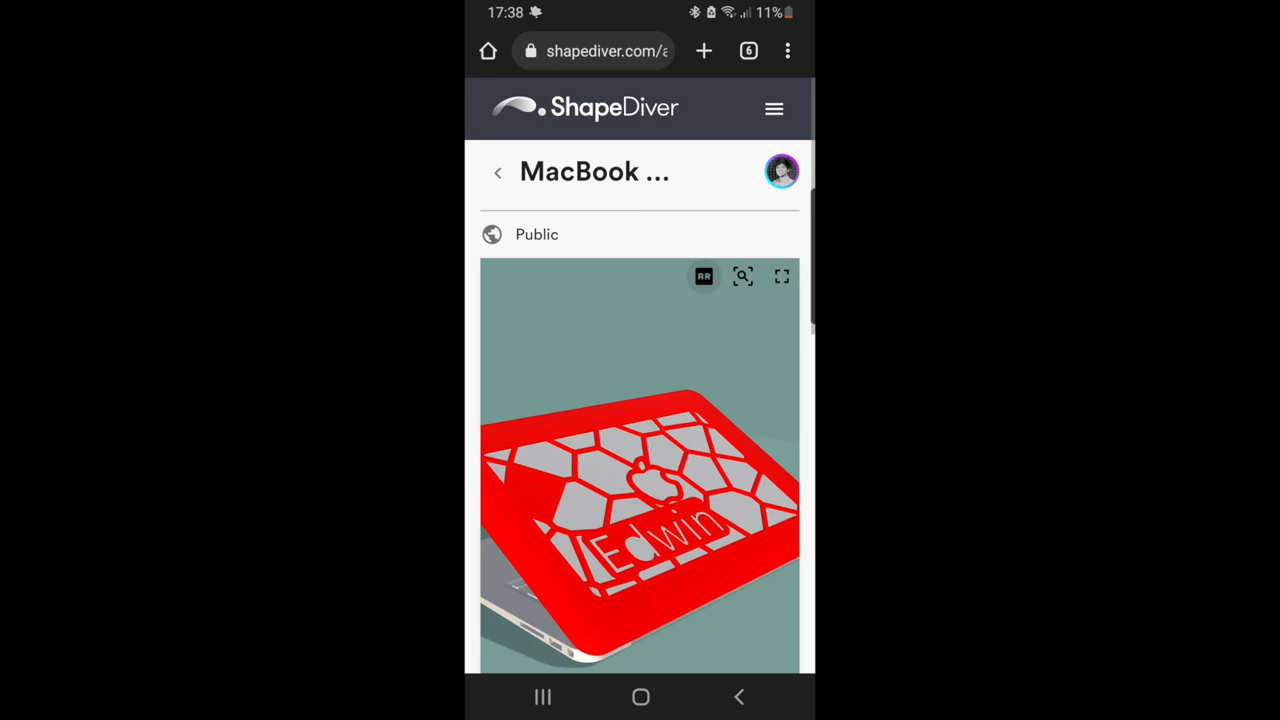 17:38
11%
shapediver.com/a
6
ShapeDiver
MacBook ...
Public
AR
Edwin